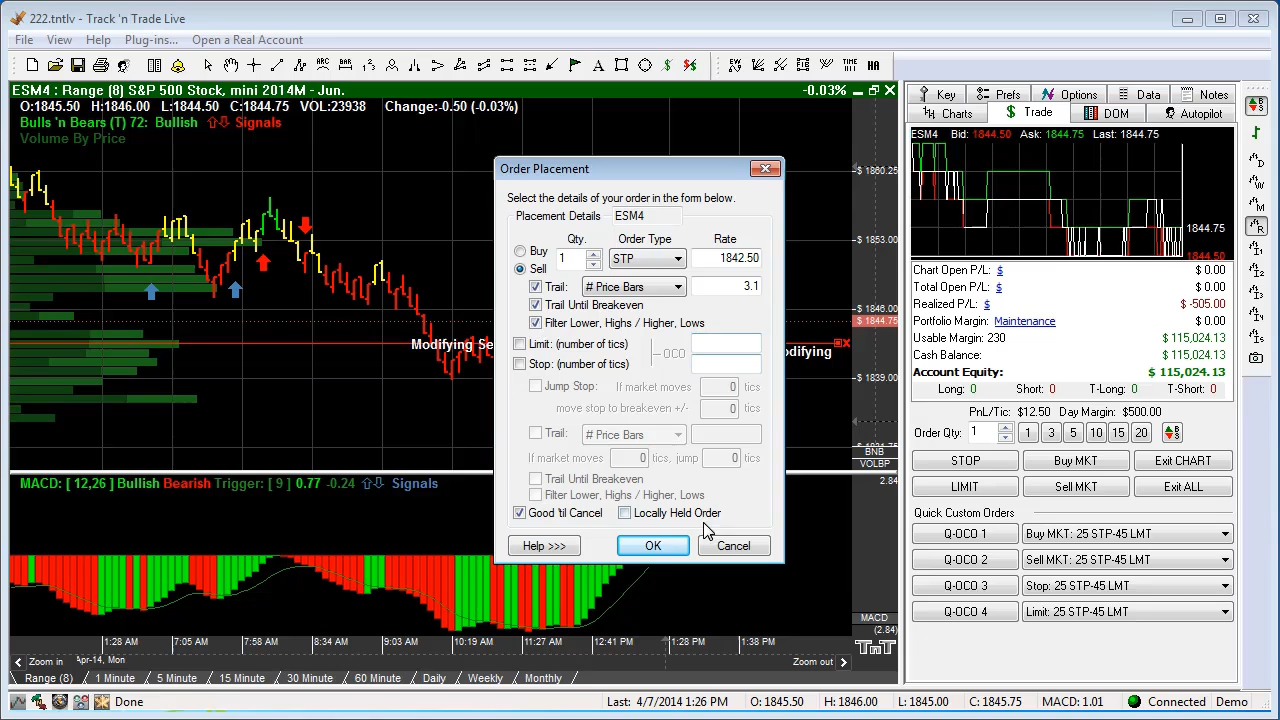 222.tntlv - Track 'n Trade Live
File View Help Plug-ins... Open a Real Account
ESM4 : Range (8) S&P 500 Stock, mini 2014M - Jun. -0.03%
O:1845.50 H:1846.00 L:1844.50 C:1844.75 VOL:23938 Change:-0.50 (-0.03%)
Bulls 'n Bears (T) 72: Bullish Signals
Volume By Price
$ 1860.25
$ 1853.00
$ 1846.00
$ 1844.75
$ 1839.00
BNB
VOLBP
Modifying Se
odifying
MACD: [ 12,26 ] Bullish Bearish Trigger: [ 9 ] 0.77 -0.24 Signals
2.84
MACD
(2.84)
1:28 AM 7:05 AM 7:58 AM 8:34 AM 9:03 AM 10:19 AM 11:27 AM 12:41 PM 1:28 PM 1:38 PM
Apr-14, Mon
Zoom in Zoom out
TnT
Range (8) 1 Minute 5 Minute 15 Minute 30 Minute 60 Minute Daily Weekly Monthly
Order Placement
Select the details of your order in the form below.
Placement Details ESM4
Qty. Order Type Rate
Buy
Sell
1 STP 1842.50
Trail: # Price Bars 3.1
Trail Until Breakeven
Filter Lower, Highs / Higher, Lows
Limit: (number of tics)
OCO
Stop: (number of tics)
Jump Stop: If market moves 0 tics
move stop to breakeven +/- 0 tics
Trail: # Price Bars
If market moves 0 tics, jump 0 tics
Trail Until Breakeven
Filter Lower, Highs / Higher, Lows
Good 'til Cancel Locally Held Order
Help >>> OK Cancel
Key Prefs Options Data Notes
Charts Trade DOM Autopilot
ESM4 Bid: 1844.50 Ask: 1844.75 Last: 1844.75
1844.75
1844.50
Chart Open P/L: $ $ 0.00
Total Open P/L: $ $ 0.00
Realized P/L: $ $ -505.00
Portfolio Margin: Maintenance $ 0.00
Usable Margin: 230 $ 115,024.13
Cash Balance: $ 115,024.13
Account Equity: $ 115,024.13
Long: 0 Short: 0 T-Long: 0 T-Short: 0
PnL/Tic: $12.50 Day Margin: $500.00
Order Qty: 1 1 3 5 10 15 20
STOP Buy MKT Exit CHART
LIMIT Sell MKT Exit ALL
Quick Custom Orders
Q-OCO 1 Buy MKT: 25 STP-45 LMT
Q-OCO 2 Sell MKT: 25 STP-45 LMT
Q-OCO 3 Stop: 25 STP-45 LMT
Q-OCO 4 Limit: 25 STP-45 LMT
Done Last: 4/7/2014 1:26 PM O: 1845.50 H: 1846.00 L: 1845.00 C: 1845.75 MACD: 1.01 Connected Demo